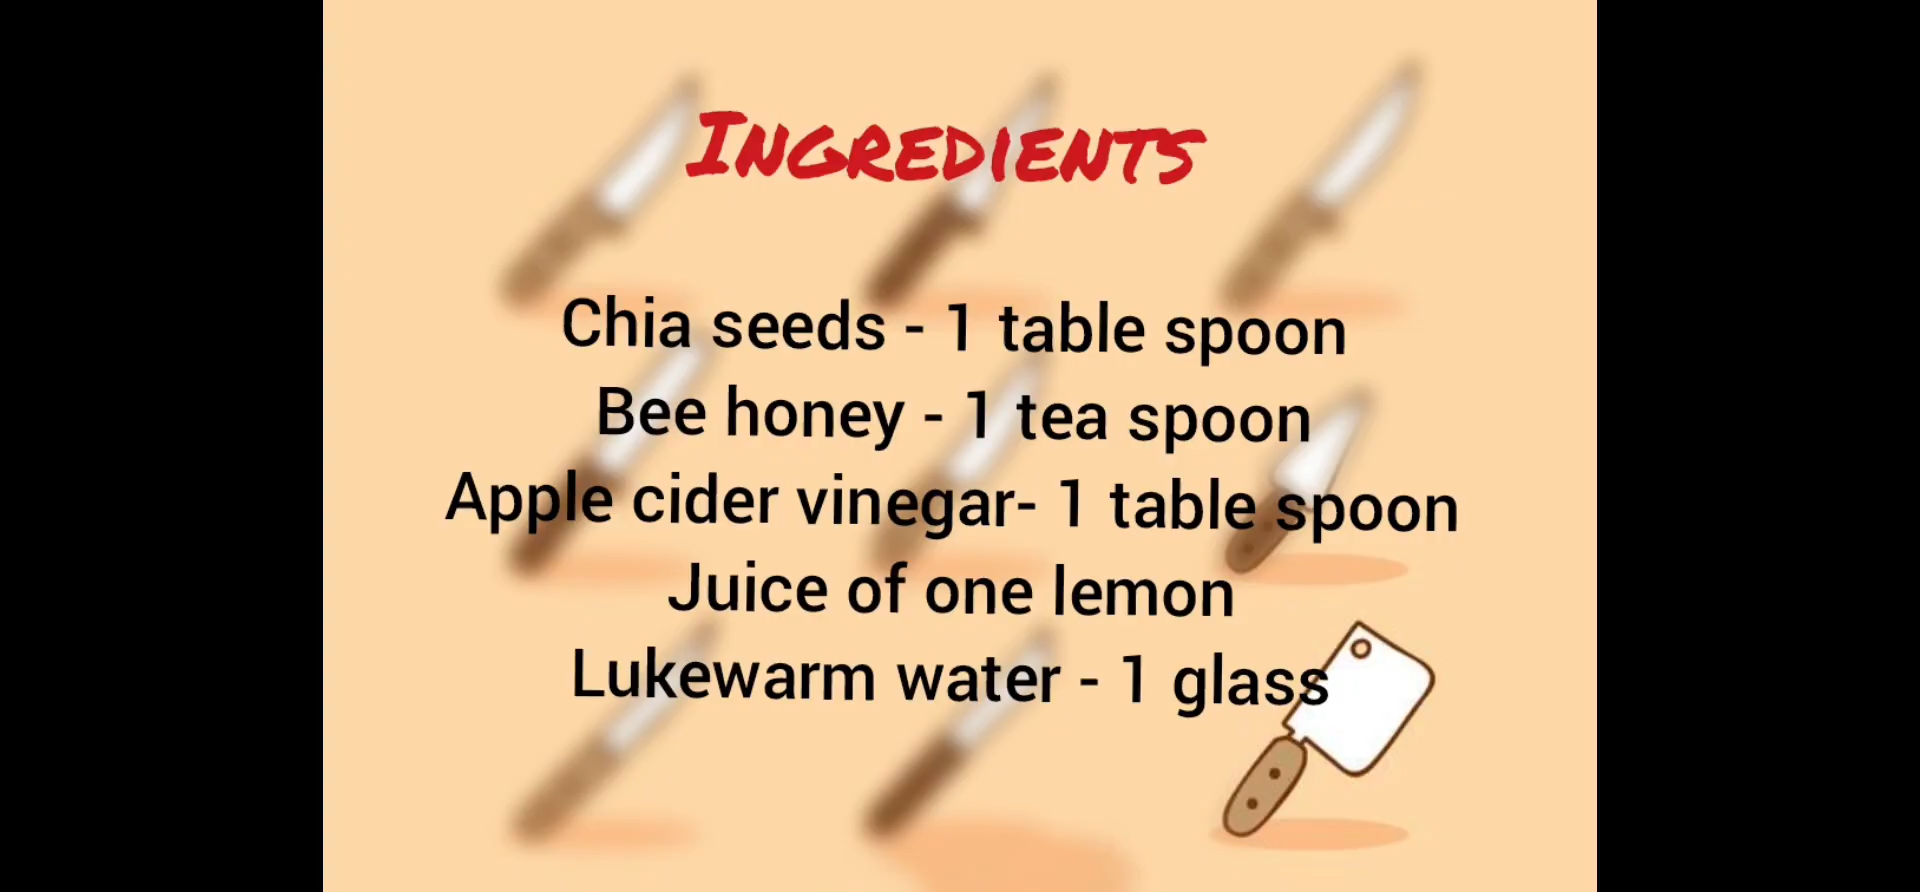 Ingredients
Chia seeds - 1 table spoon
Bee honey - 1 tea spoon
Apple cider vinegar- 1 table spoon
Juice of one lemon
Lukewarm water - 1 glass